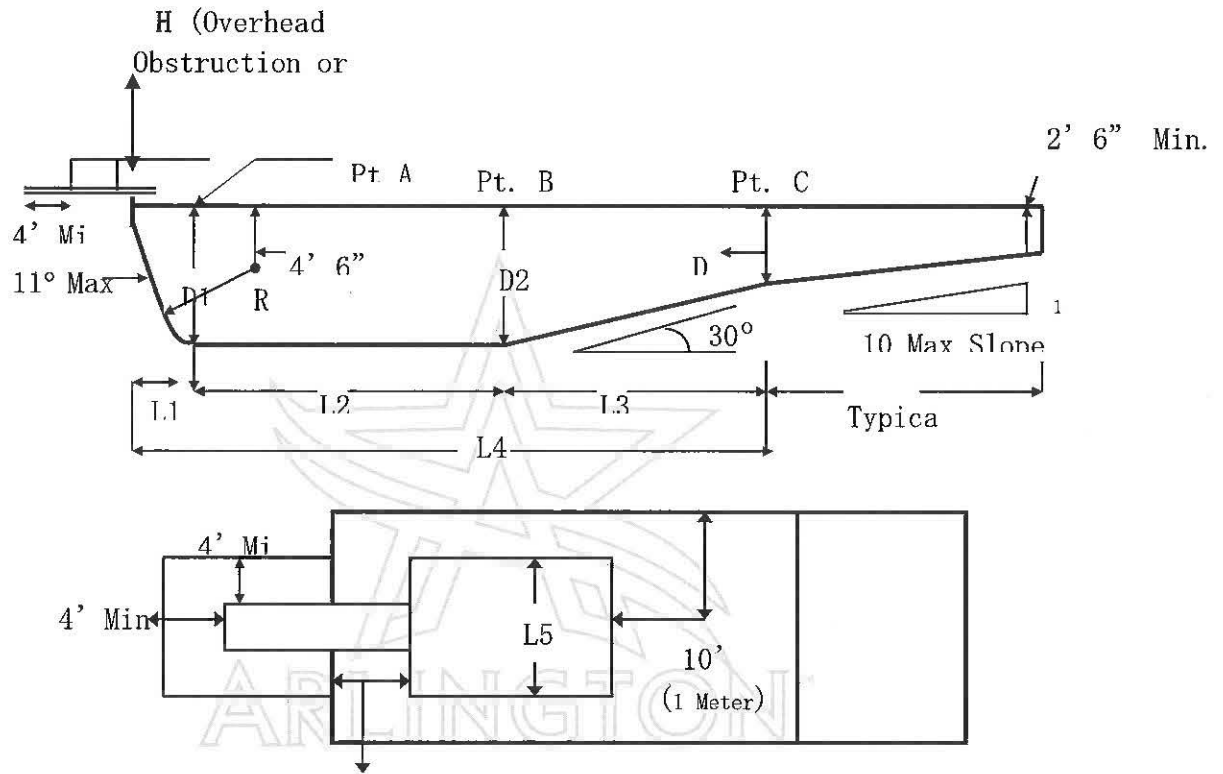 H (Overhead
Obstruction or
2' 6" Min.
Pt A
Pt. B
Pt. C
4' Mi
4' 6"
D
11° Max
D1
R
D2
1
30°
10 Max Slope
L1
L2
L3
Typica
L4
4' Mi
4' Min
L5
10'
(1 Meter)
ARLINGTON